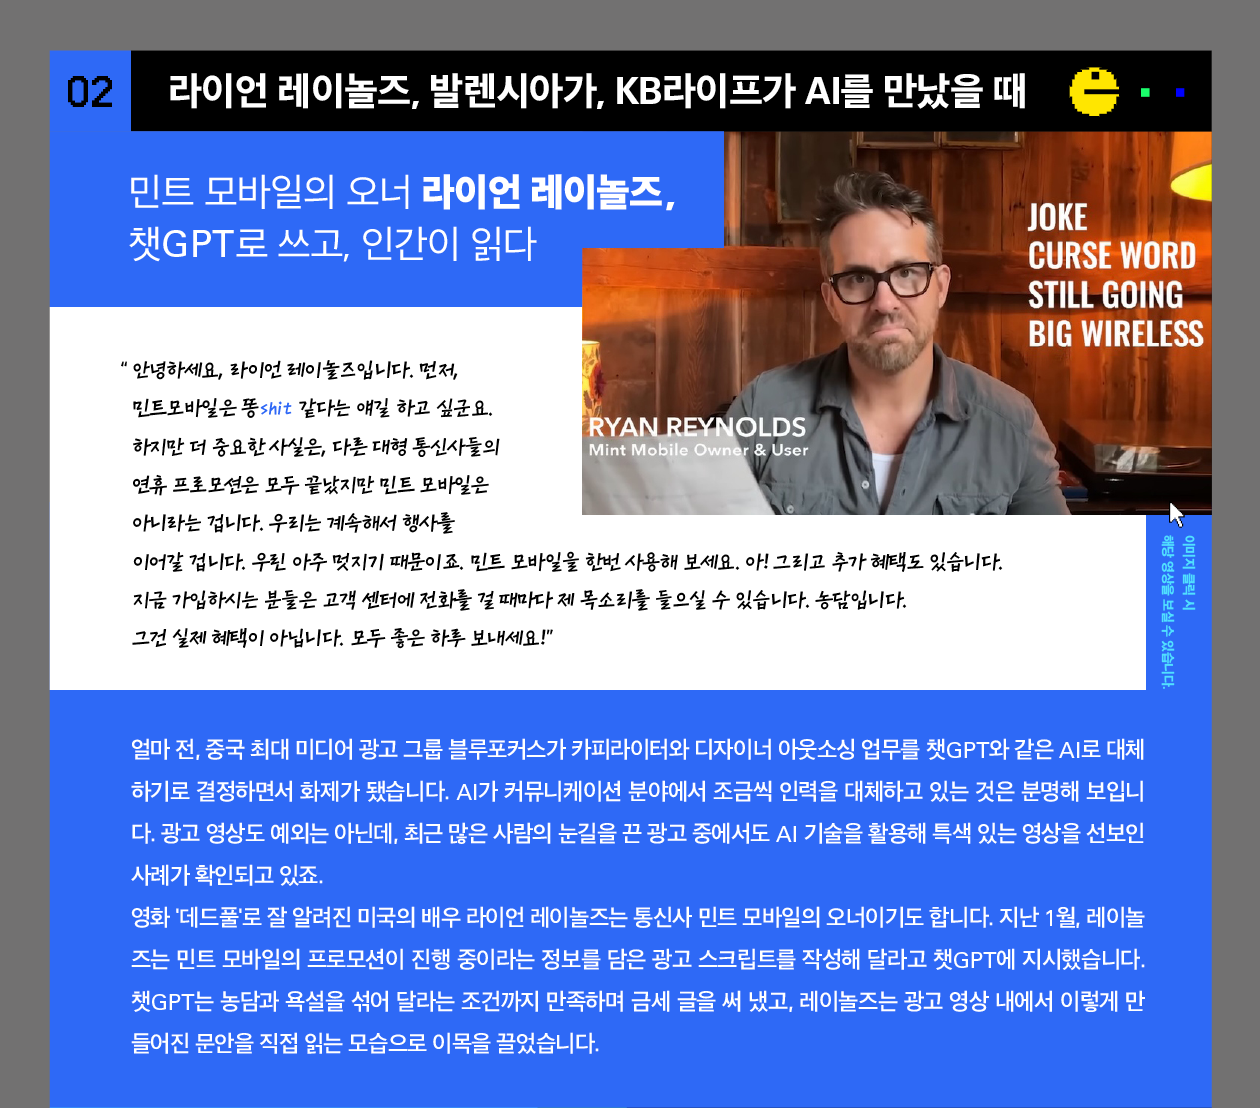 02
라이언 레이놀즈, 발렌시아가, KB라이프가 AI를 만났을 때
민트 모바일의 오너 라이언 레이놀즈,
챗GPT로 쓰고, 인간이 읽다
JOKE
CURSE WORD
STILL GOING
BIG WIRELESS
RYAN REYNOLDS
Mint Mobile Owner & User
“ 안녕하세요, 라이언 레이놀즈입니다. 먼저,
민트모바일은 똥shit 같다는 얘길 하고 싶군요.
하지만 더 중요한 사실은, 다른 대형 통신사들의
연휴 프로모션은 모두 끝났지만 민트 모바일은
아니라는 겁니다. 우리는 계속해서 행사를
이어갈 겁니다. 우린 아주 멋지기 때문이죠. 민트 모바일을 한번 사용해 보세요. 아! 그리고 추가 혜택도 있습니다.
지금 가입하시는 분들은 고객 센터에 전화를 걸 때마다 제 목소리를 들으실 수 있습니다. 농담입니다.
그건 실제 혜택이 아닙니다. 모두 좋은 하루 보내세요!”
이미지 클릭 시
해당 영상을 보실 수 있습니다.
얼마 전, 중국 최대 미디어 광고 그룹 블루포커스가 카피라이터와 디자이너 아웃소싱 업무를 챗GPT와 같은 AI로 대체
하기로 결정하면서 화제가 됐습니다. AI가 커뮤니케이션 분야에서 조금씩 인력을 대체하고 있는 것은 분명해 보입니
다. 광고 영상도 예외는 아닌데, 최근 많은 사람의 눈길을 끈 광고 중에서도 AI 기술을 활용해 특색 있는 영상을 선보인
사례가 확인되고 있죠.
영화 '데드풀'로 잘 알려진 미국의 배우 라이언 레이놀즈는 통신사 민트 모바일의 오너이기도 합니다. 지난 1월, 레이놀
즈는 민트 모바일의 프로모션이 진행 중이라는 정보를 담은 광고 스크립트를 작성해 달라고 챗GPT에 지시했습니다.
챗GPT는 농담과 욕설을 섞어 달라는 조건까지 만족하며 금세 글을 써 냈고, 레이놀즈는 광고 영상 내에서 이렇게 만
들어진 문안을 직접 읽는 모습으로 이목을 끌었습니다.